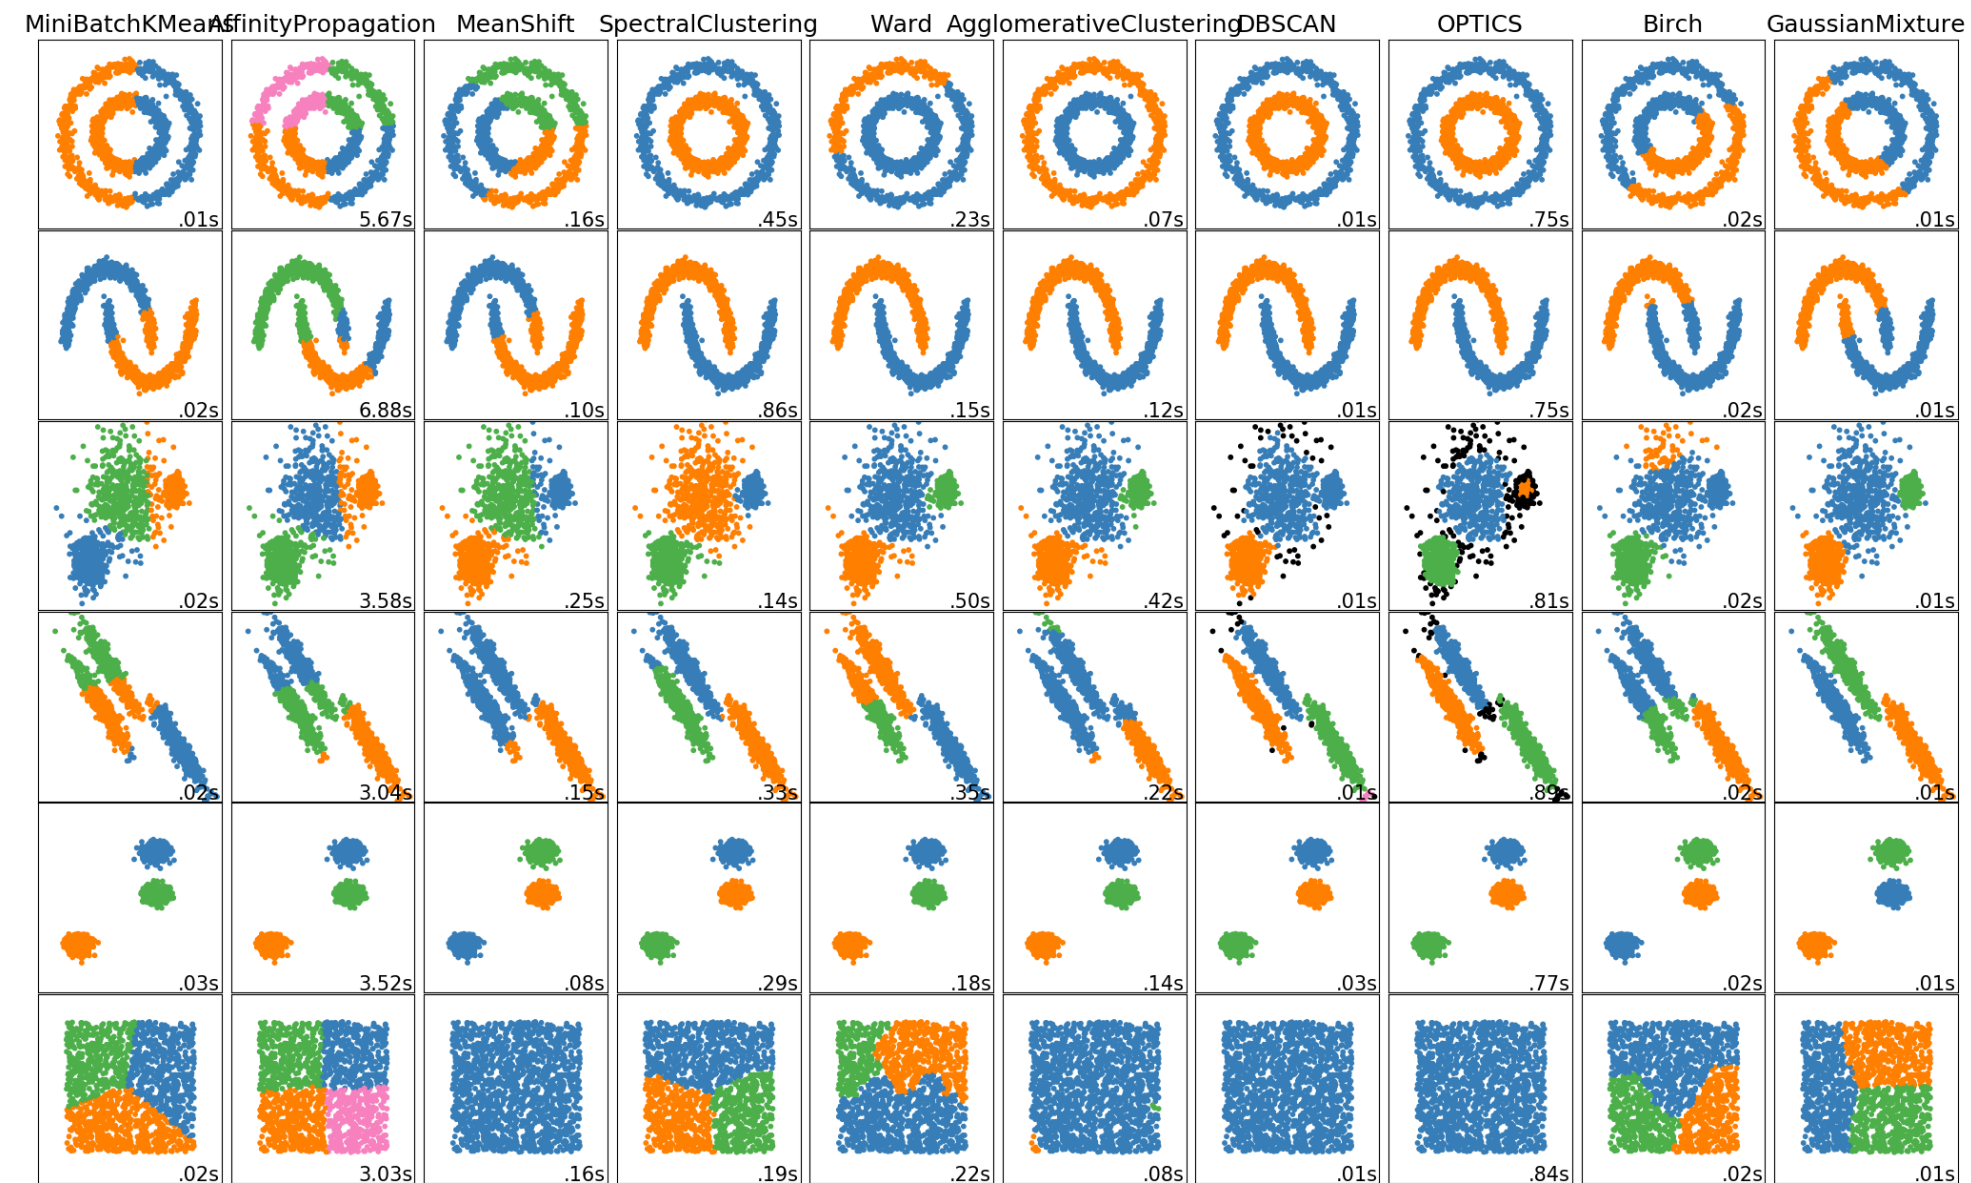 MiniBatchKMeans AffinityPropagation MeanShift SpectralClustering Ward AgglomerativeClustering DBSCAN OPTICS Birch GaussianMixture
.01s 5.67s .16s .45s .23s .07s .01s .75s .02s .01s
.02s 6.88s .10s .86s .15s .12s .01s .75s .02s .01s
.02s 3.58s .25s .14s .50s .42s .01s .81s .02s .01s
.02s 3.04s .15s .33s .35s .22s .01s .89s .02s .01s
.03s 3.52s .08s .29s .18s .14s .03s .77s .02s .01s
.02s 3.03s .16s .19s .22s .08s .01s .84s .02s .01s